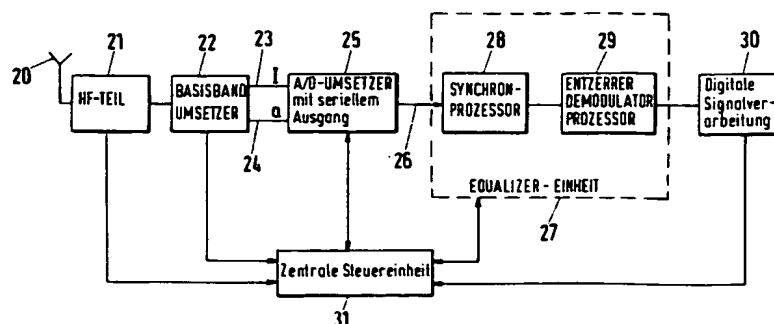 20
21
22
23
25
28
29
30
HF-TEIL
BASISBAND
UMSETZER
I
a
24
A/D-UMSETZER
mit seriellem
Ausgang
26
SYNCHRON-
PROZESSOR
ENTZERRER
DEMODULATOR
PROZESSOR
Digitale
Signalver-
arbeitung
EQUALIZER-EINHEIT
27
Zentrale Steuereinheit
31